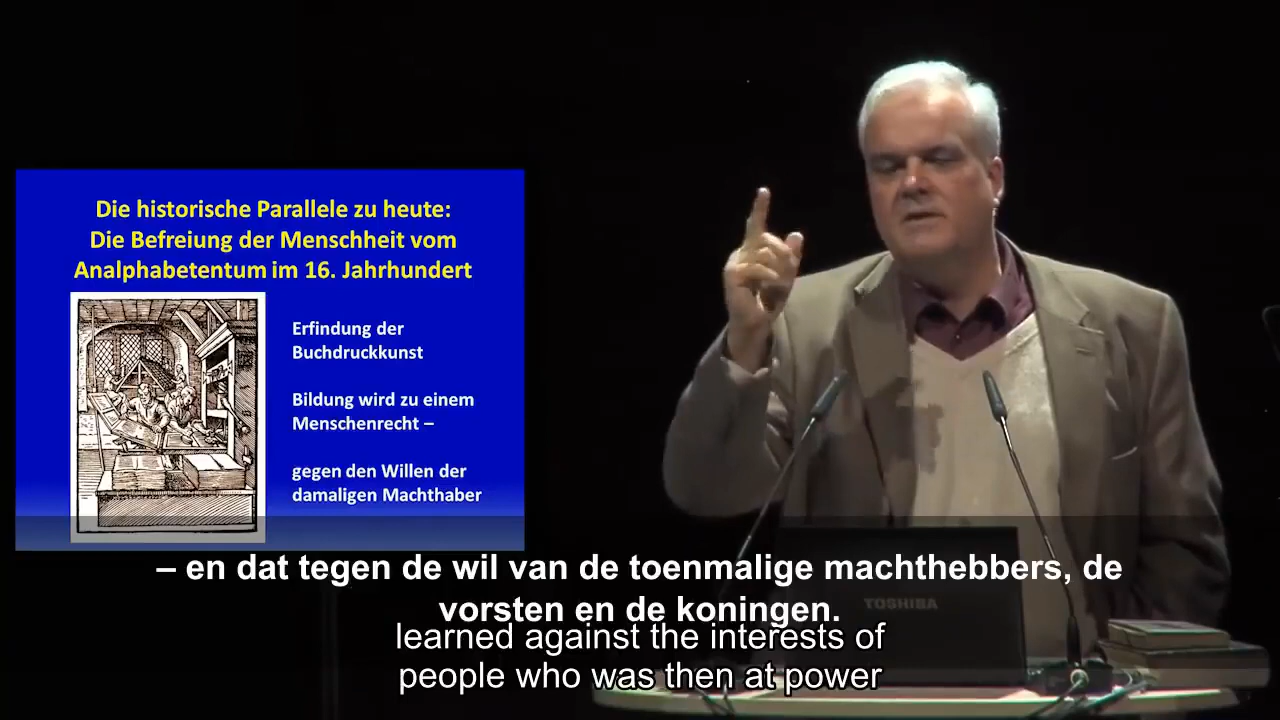 Die historische Parallele zu heute:
Die Befreiung der Menschheit vom
Analphabetentum im 16. Jahrhundert
Erfindung der
Buchdruckkunst
Bildung wird zu einem
Menschenrecht –
gegen den Willen der
damaligen Machthaber
– en dat tegen de wil van de toenmalige machthebbers, de
vorsten en de koningen.
TOSHIBA
learned against the interests of
people who was then at power